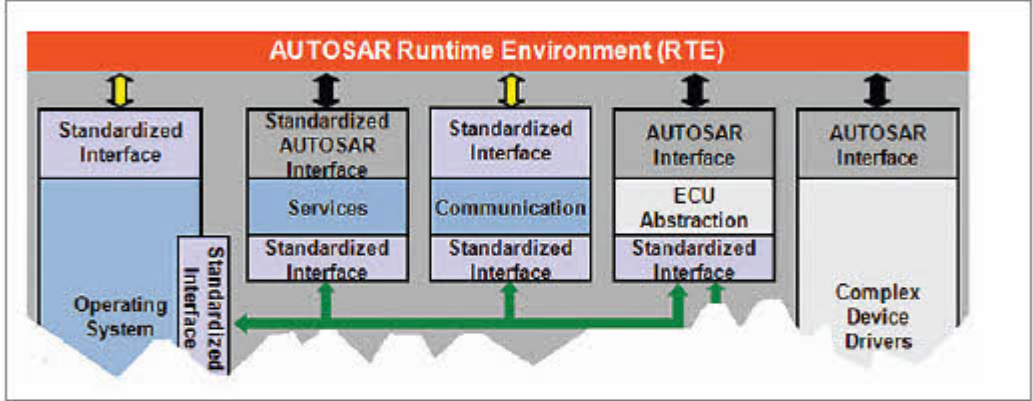 AUTOSAR Runtime Environment (RTE)
Standardized
Interface
Operating
System
Standardized
Interface
Standardized
AUTOSAR
Interface
Services
Standardized
Interface
Standardized
Interface
Communication
Standardized
Interface
AUTOSAR
Interface
ECU
Abstraction
Standardized
Interface
AUTOSAR
Interface
Complex
Device
Drivers